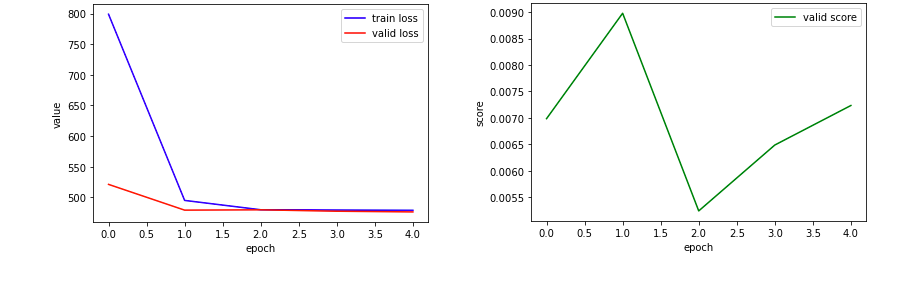 train loss
valid loss
800
750
700
650
600
550
500
value
0.0 0.5 1.0 1.5 2.0 2.5 3.0 3.5 4.0
epoch
valid score
0.0090
0.0085
0.0080
0.0075
0.0070
0.0065
0.0060
0.0055
score
0.0 0.5 1.0 1.5 2.0 2.5 3.0 3.5 4.0
epoch